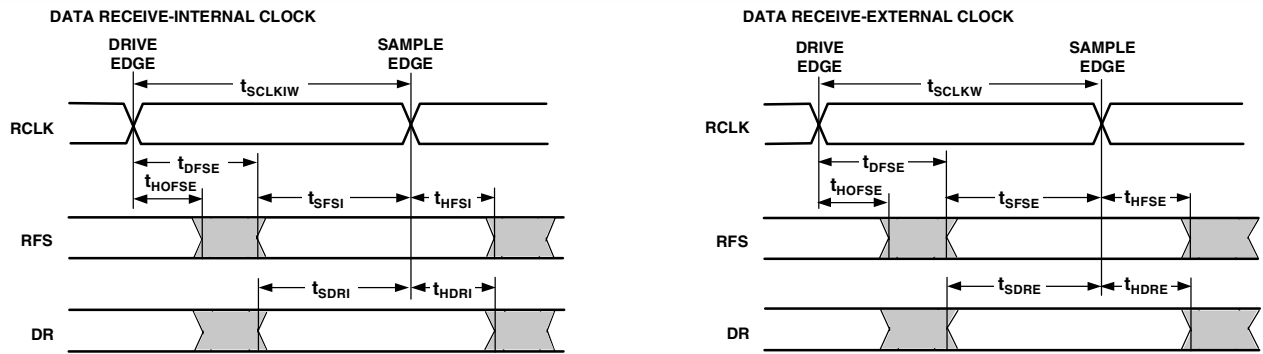 DATA RECEIVE-INTERNAL CLOCK
DRIVE
EDGE
SAMPLE
EDGE
tSCLKIW
RCLK
tDFSE
tHOFSE
tSFSI
tHFSI
RFS
tSDRI
tHDRI
DR
DATA RECEIVE-EXTERNAL CLOCK
DRIVE
EDGE
SAMPLE
EDGE
tSCLKW
RCLK
tDFSE
tHOFSE
tSFSE
tHFSE
RFS
tSDRE
tHDRE
DR